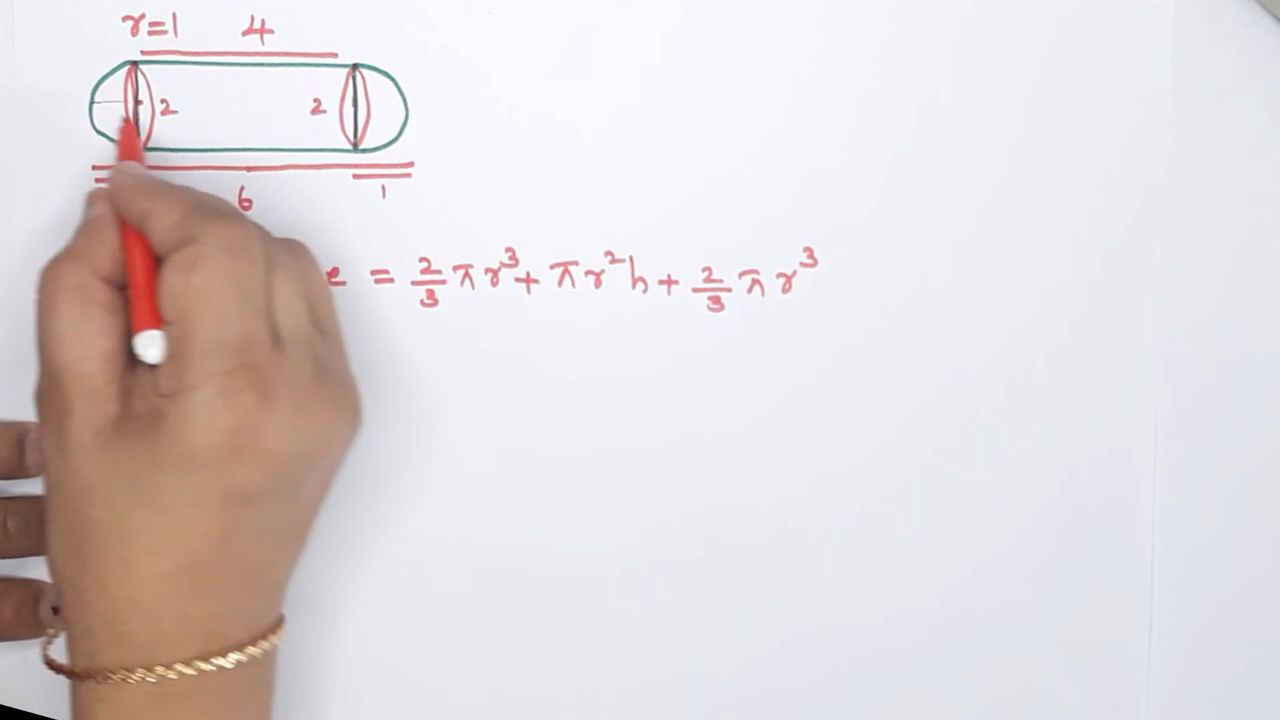 r=1 4
2 2
6 1
= 2/3 πr³ + πr²h + 2/3 πr³